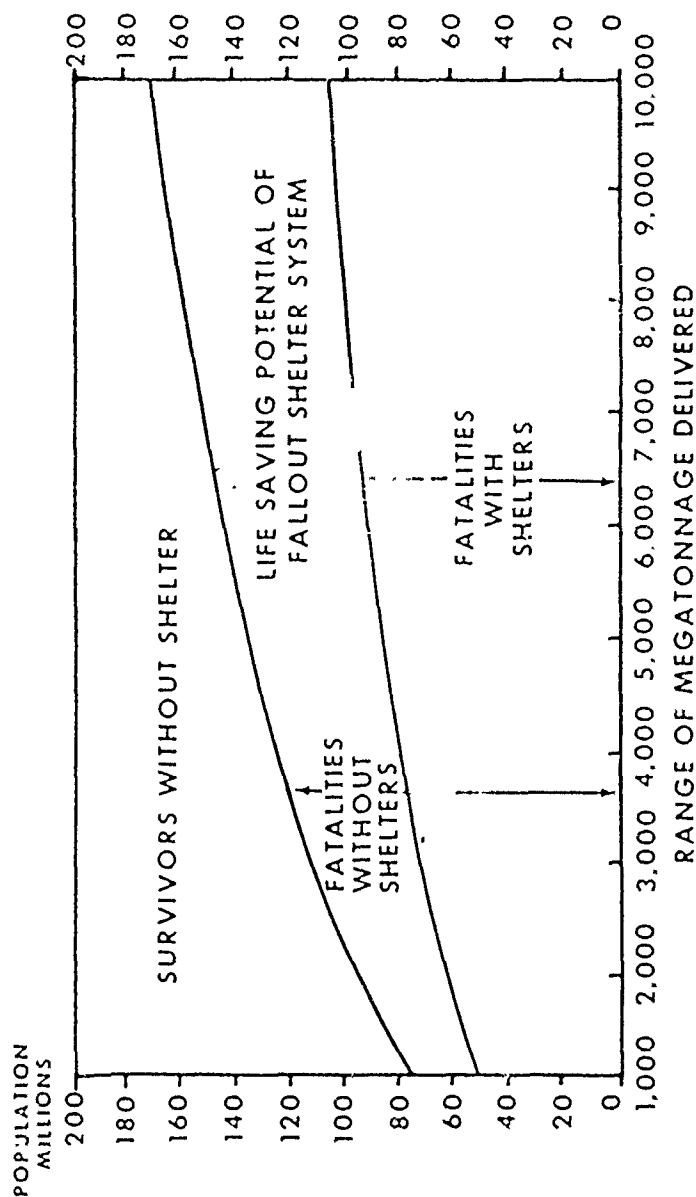 POPULATION
MILLIONS
200
180
160
140
120
100
80
60
40
20
0
200
180
160
140
120
100
80
60
40
20
0
SURVIVORS WITHOUT SHELTER
LIFE SAVING POTENTIAL OF
FALLOUT SHELTER SYSTEM
FATALITIES
WITHOUT
SHELTERS
FATALITIES
WITH
SHELTERS
1,000 2,000 3,000 4,000 5,000 6,000 7,000 8,000 9,000 10,000
RANGE OF MEGATONNAGE DELIVERED